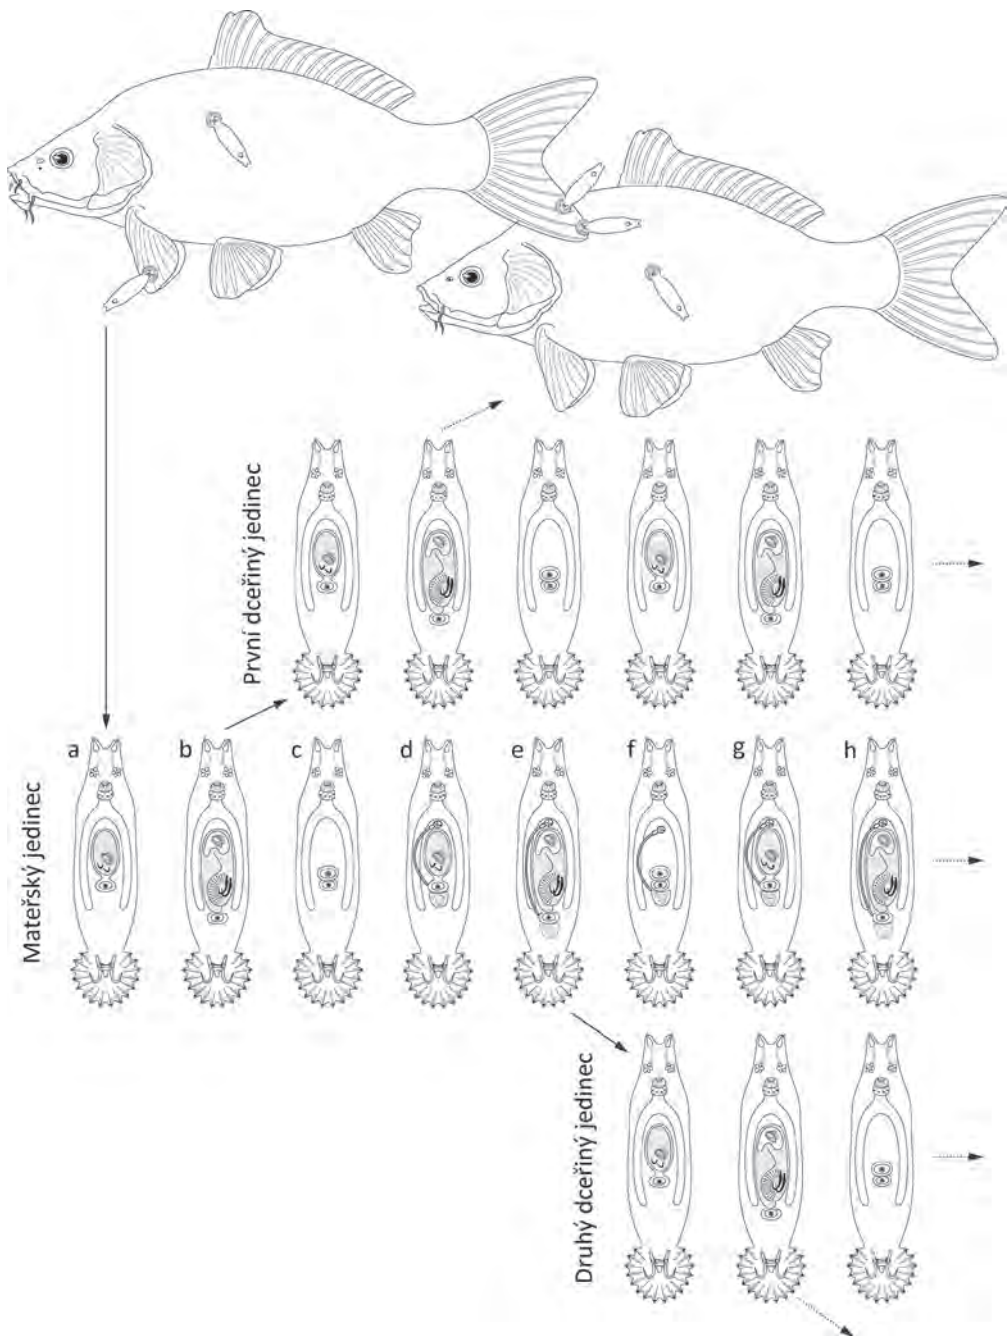 První dceřiný jedinec
a b c d e f g h
Mateřský jedinec
Druhý dceřiný jedinec